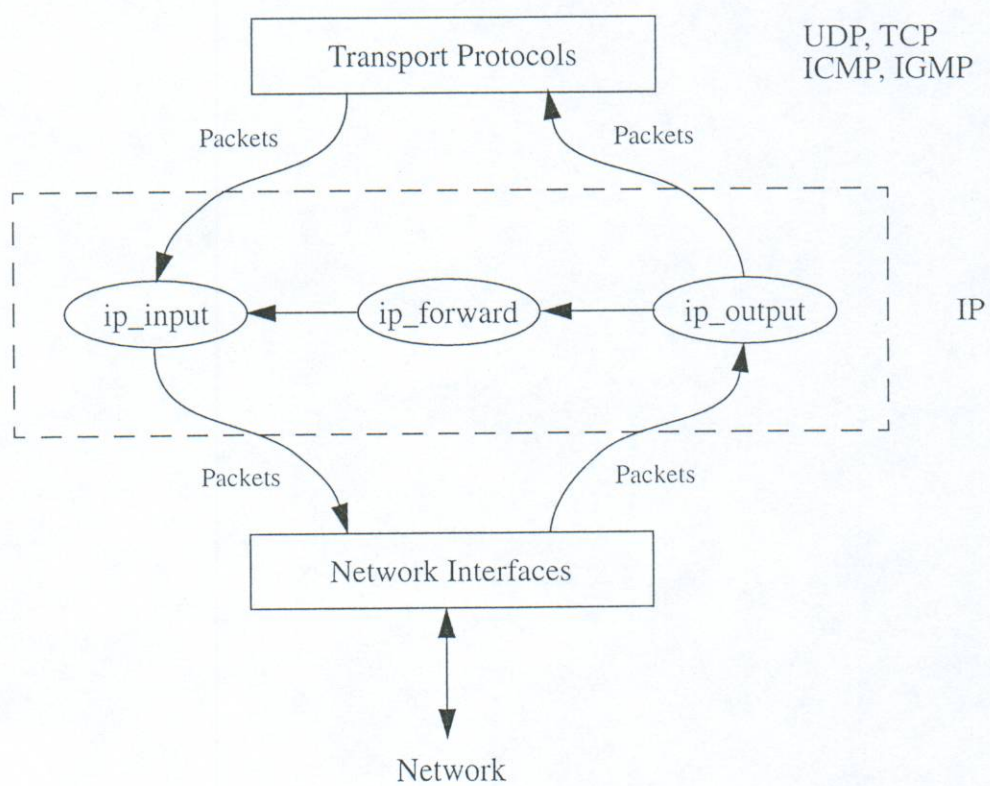 Transport Protocols
UDP, TCP
ICMP, IGMP
Packets
Packets
ip_input
ip_forward
ip_output
IP
Packets
Packets
Network Interfaces
Network